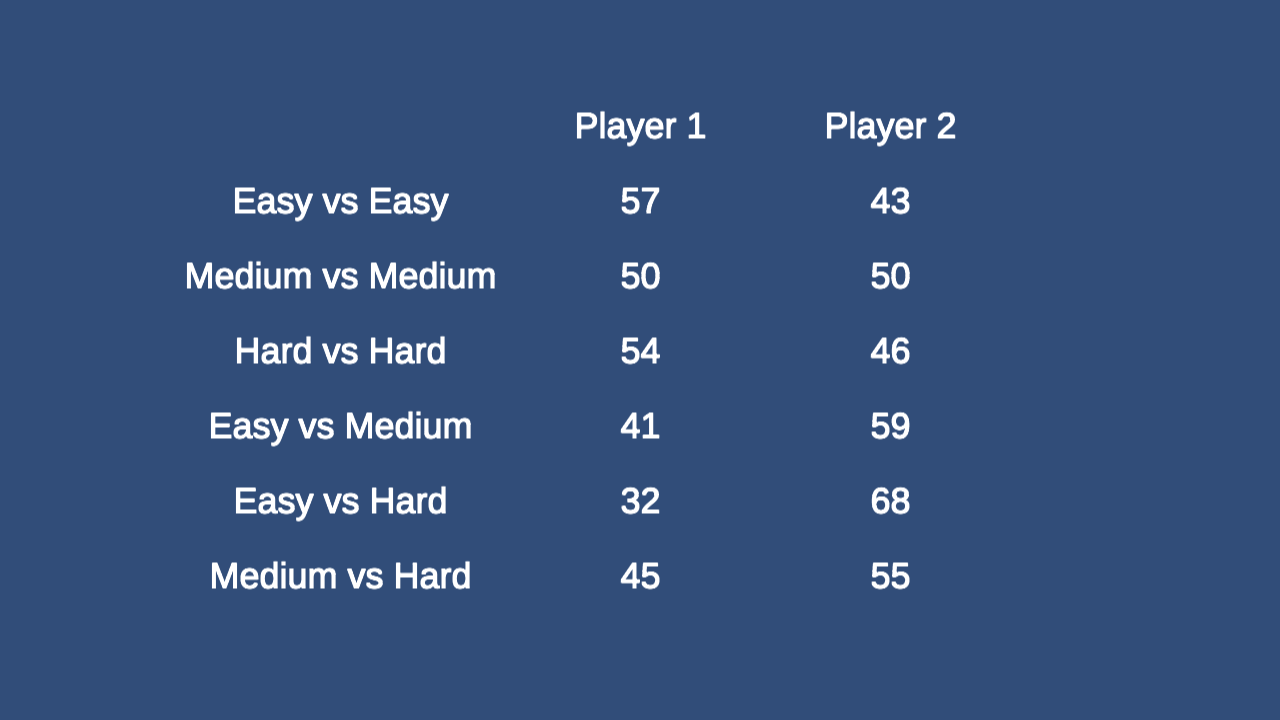 Player 1 Player 2
Easy vs Easy 57 43
Medium vs Medium 50 50
Hard vs Hard 54 46
Easy vs Medium 41 59
Easy vs Hard 32 68
Medium vs Hard 45 55